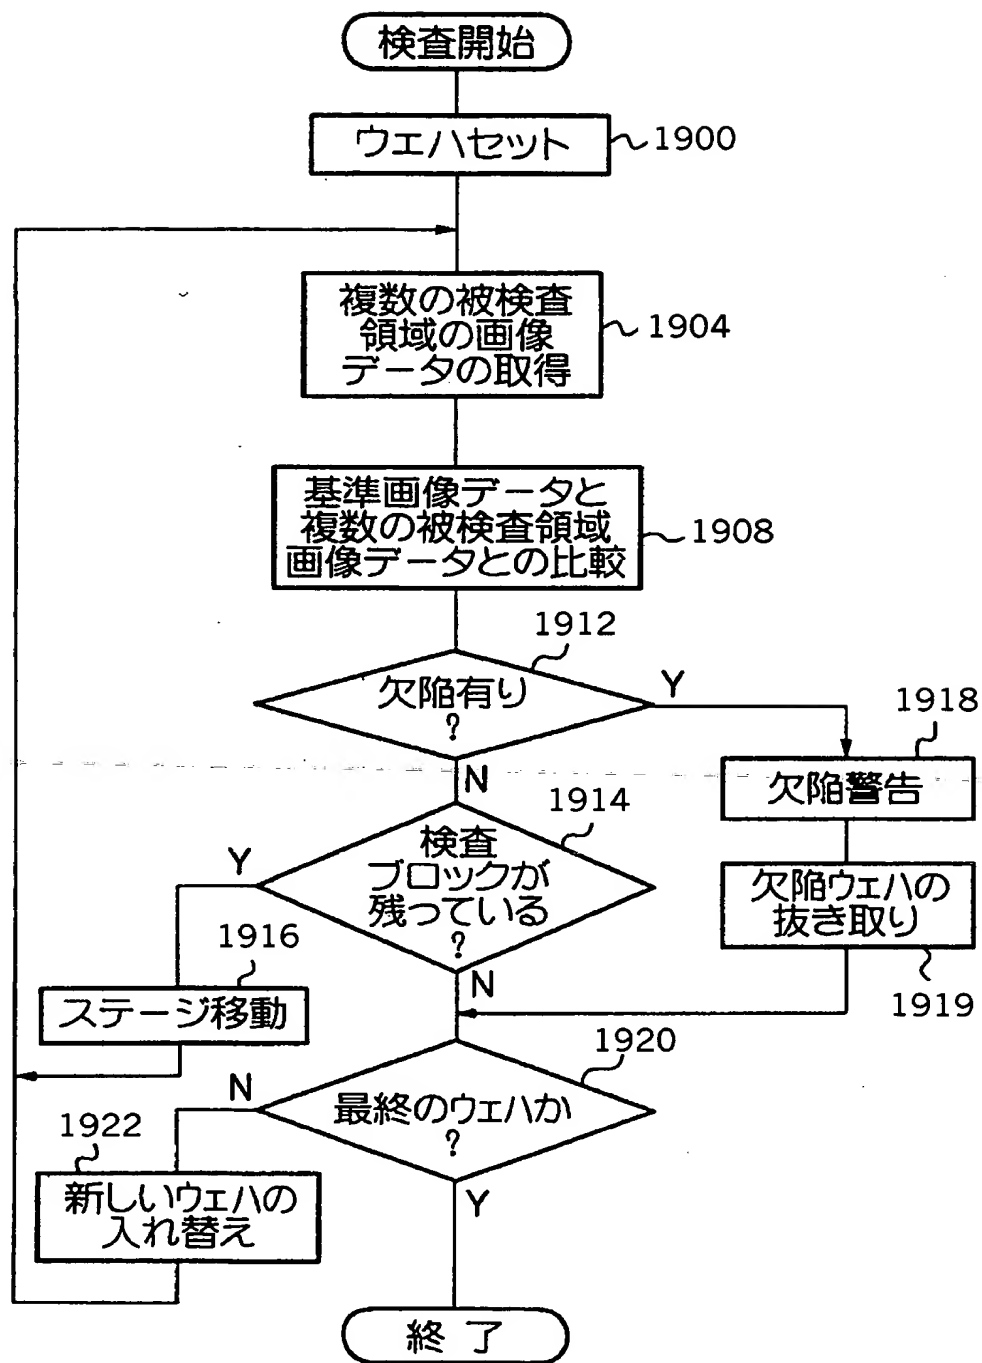 検査開始
ウエハセット
1900
複数の被検査
領域の画像
データの取得
1904
基準画像データと
複数の被検査領域
画像データとの比較
1908
1912
欠陥有り
?
Y
N
1918
欠陥警告
欠陥ウェハの
抜き取り
1919
1914
検査
ブロックが
残っている
?
Y
N
1916
ステージ移動
1920
最終のウェハか
?
N
Y
1922
新しいウェハの
入れ替え
終了